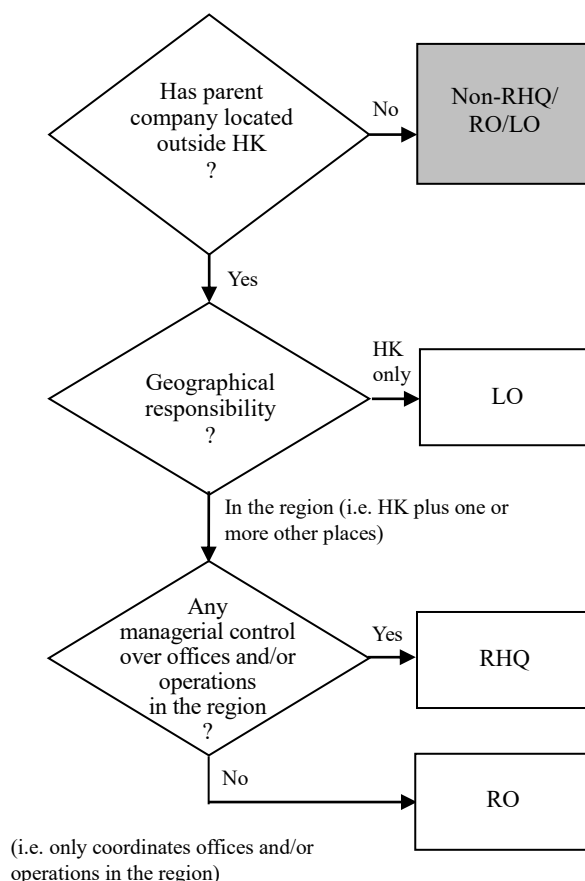 Has parent
company located
outside HK
?
No
Non-RHQ/
RO/LO
Yes
Geographical
responsibility
?
HK
only
LO
In the region (i.e. HK plus one or
more other places)
Any
managerial control
over offices and/or
operations
in the region
?
Yes
RHQ
No
RO
(i.e. only coordinates offices and/or
operations in the region)